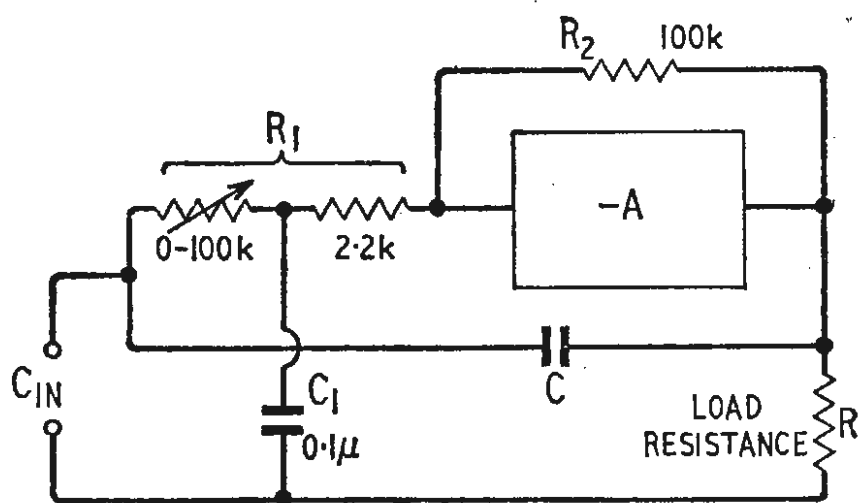 R2 100k
R1
0-100k
2·2k
-A
CIN
C1
0·1μ
C
LOAD
RESISTANCE
R